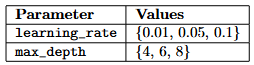 Parameter Values
learning_rate {0.01, 0.05, 0.1}
max_depth {4, 6, 8}